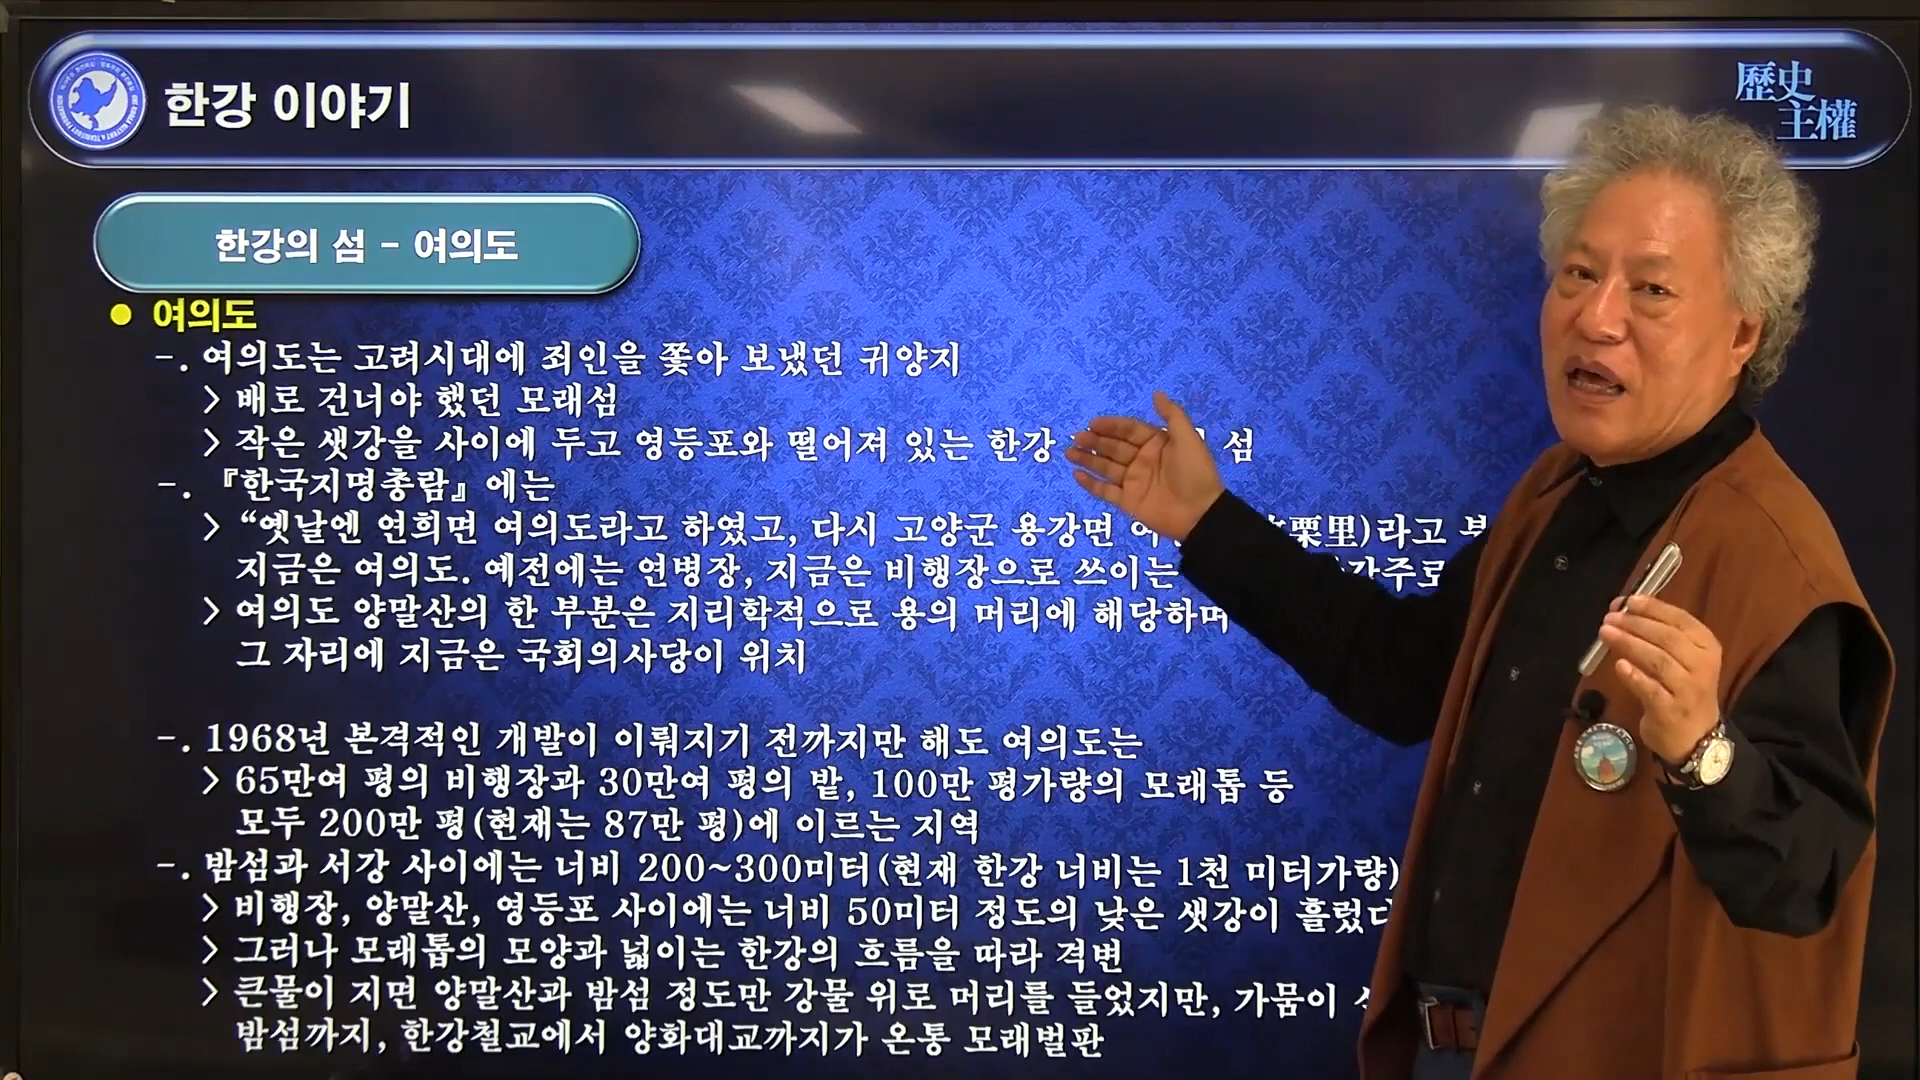 한강 이야기
歷史
主權
한강의 섬 - 여의도
● 여의도
-. 여의도는 고려시대에 죄인을 쫓아 보냈던 귀양지
> 배로 건너야 했던 모래섬
> 작은 샛강을 사이에 두고 영등포와 떨어져 있는 한강 섬
-. 『한국지명총람』에는
> “옛날엔 연희면 여의도라고 하였고, 다시 고양군 용강면 栗里)라고
지금은 여의도. 예전에는 연병장, 지금은 비행장으로 쓰이는
> 여의도 양말산의 한 부분은 지리학적으로 용의 머리에 해당하며
그 자리에 지금은 국회의사당이 위치
-. 1968년 본격적인 개발이 이뤄지기 전까지만 해도 여의도는
> 65만여 평의 비행장과 30만여 평의 밭, 100만 평가량의 모래톱 등
모두 200만 평(현재는 87만 평)에 이르는 지역
-. 밤섬과 서강 사이에는 너비 200~300미터(현재 한강 너비는 1천 미터가량)
> 비행장, 양말산, 영등포 사이에는 너비 50미터 정도의 낮은 샛강이
> 그러나 모래톱의 모양과 넓이는 한강의 흐름을 따라 격변
> 큰물이 지면 양말산과 밤섬 정도만 강물 위로 머리를 들었지만, 가뭄이
밤섬까지, 한강철교에서 양화대교까지가 온통 모래벌판